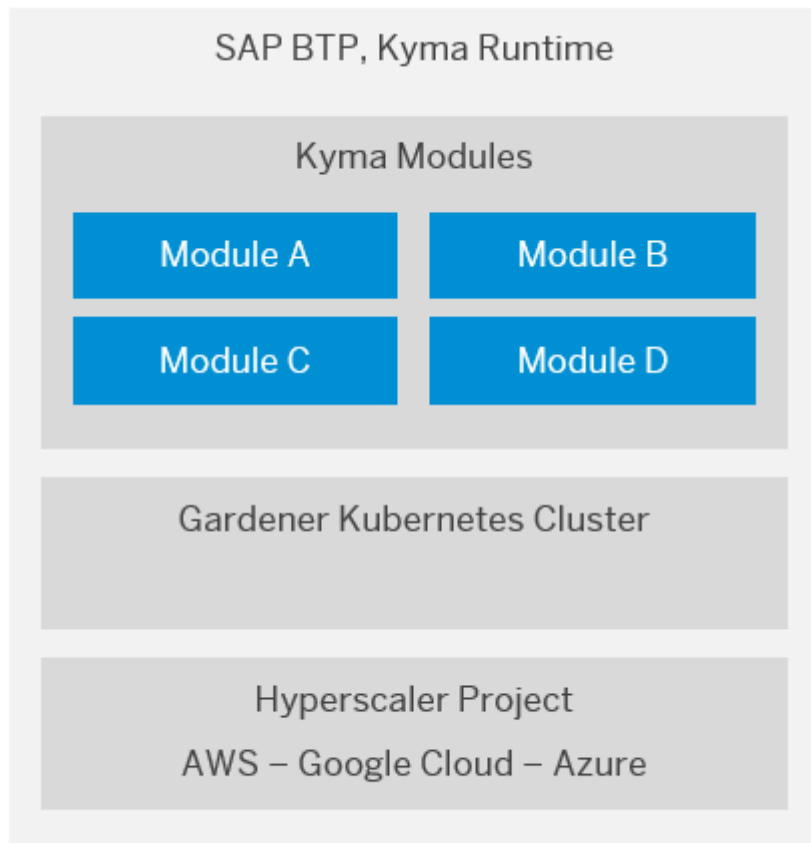 SAP BTP, Kyma Runtime
Kyma Modules
Module A
Module B
Module C
Module D
Gardener Kubernetes Cluster
Hyperscaler Project
AWS – Google Cloud – Azure